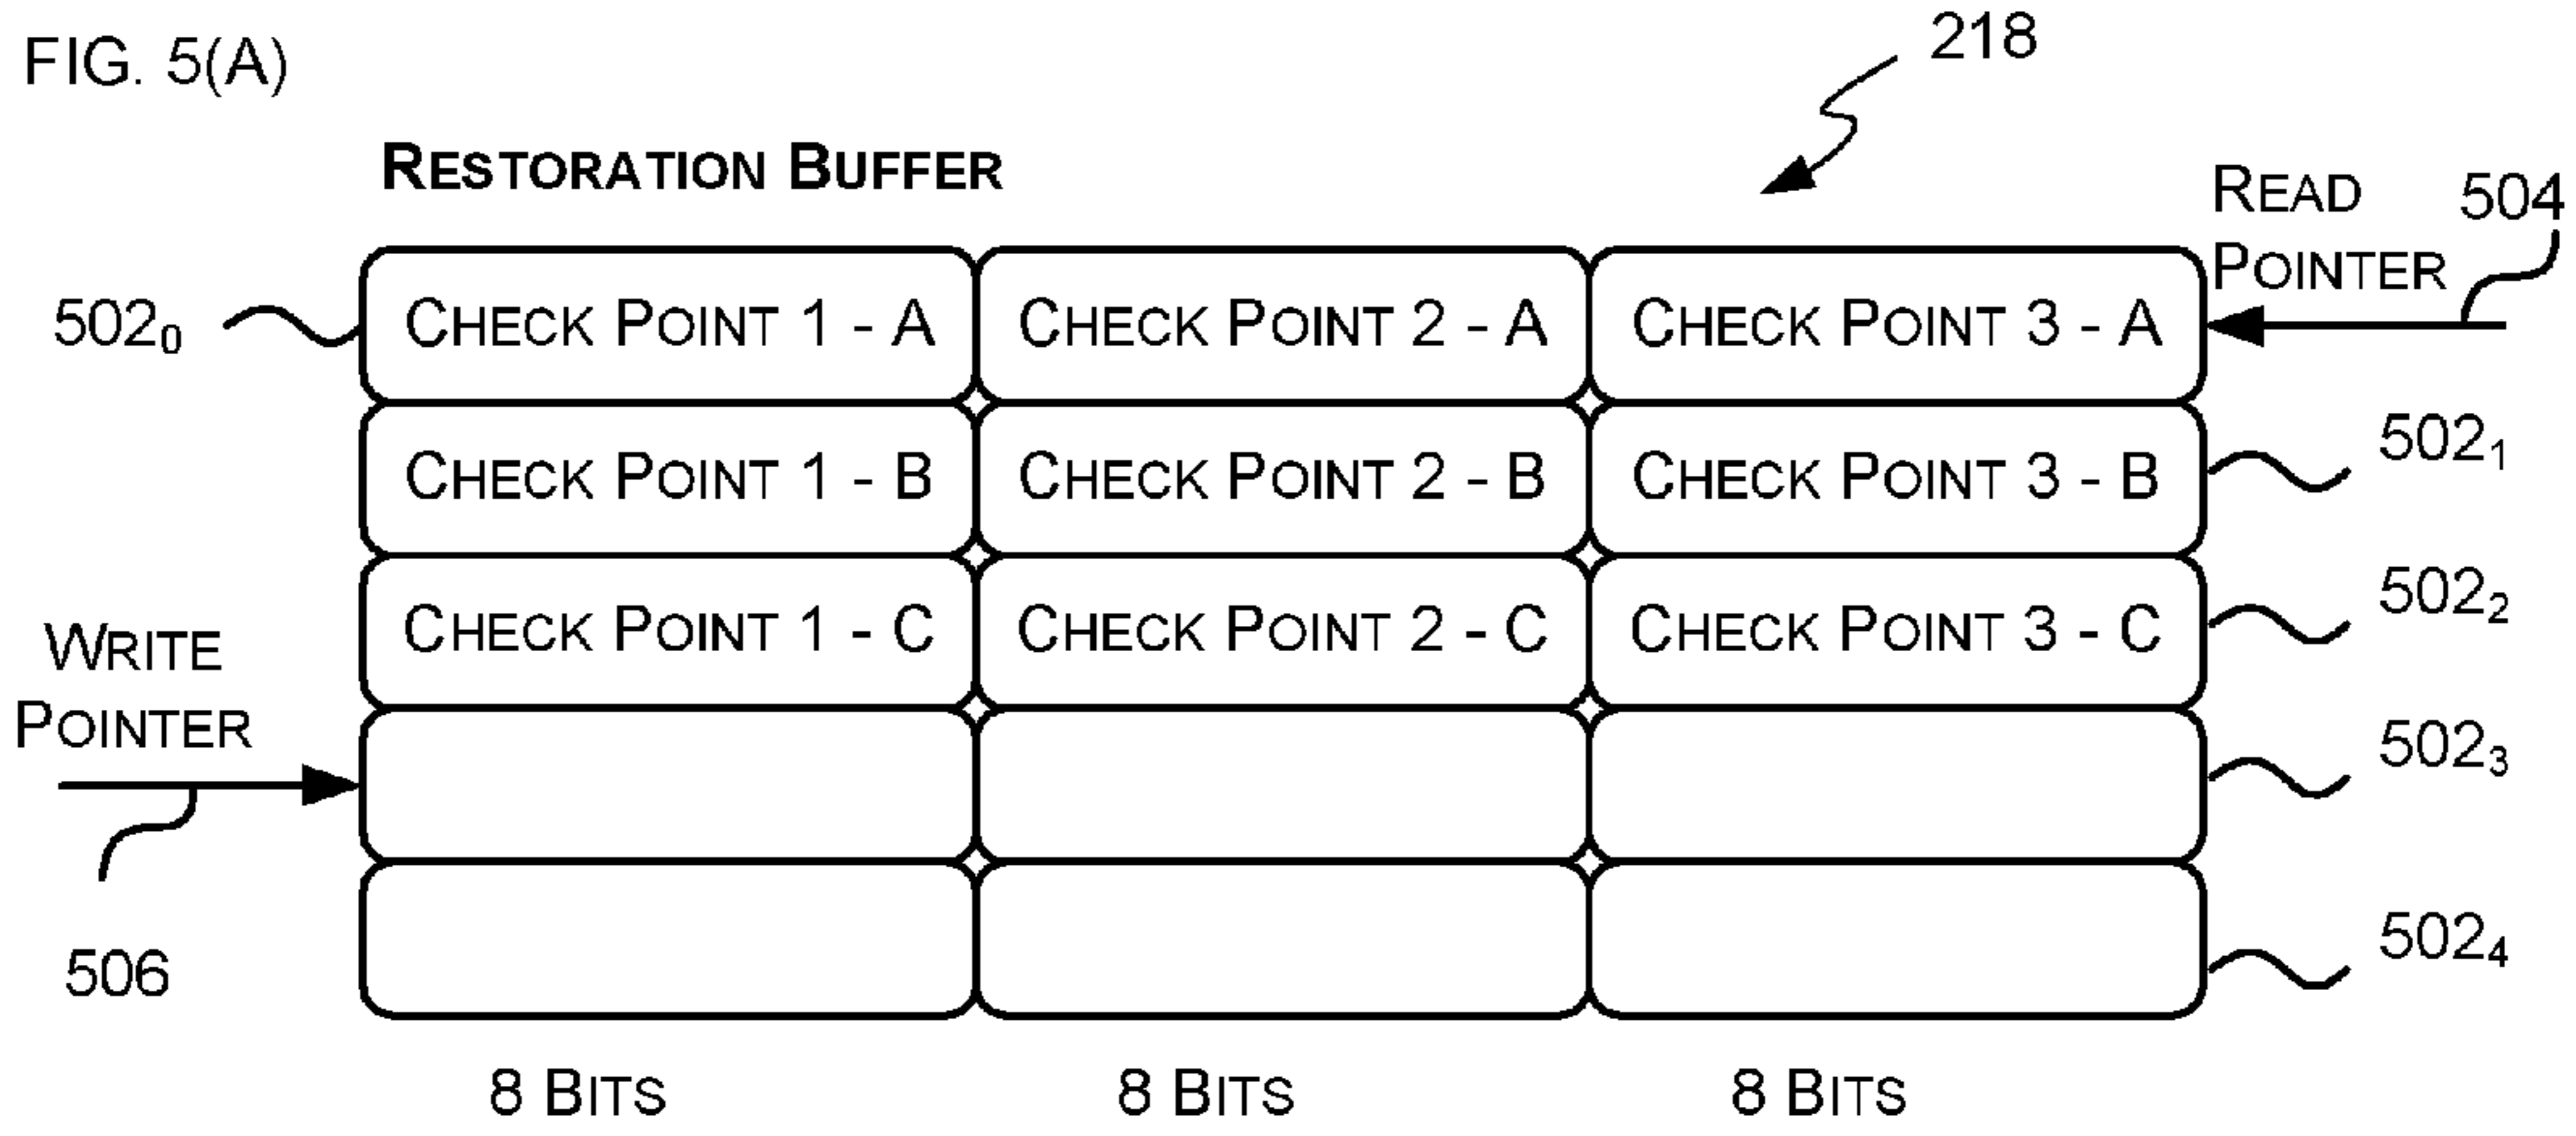 FIG. 5(A)
218
RESTORATION BUFFER
READ
POINTER
504
502₀
CHECK POINT 1 - A
CHECK POINT 2 - A
CHECK POINT 3 - A
CHECK POINT 1 - B
CHECK POINT 2 - B
CHECK POINT 3 - B
502₁
CHECK POINT 1 - C
CHECK POINT 2 - C
CHECK POINT 3 - C
502₂
WRITE
POINTER
502₃
506
502₄
8 BITS
8 BITS
8 BITS